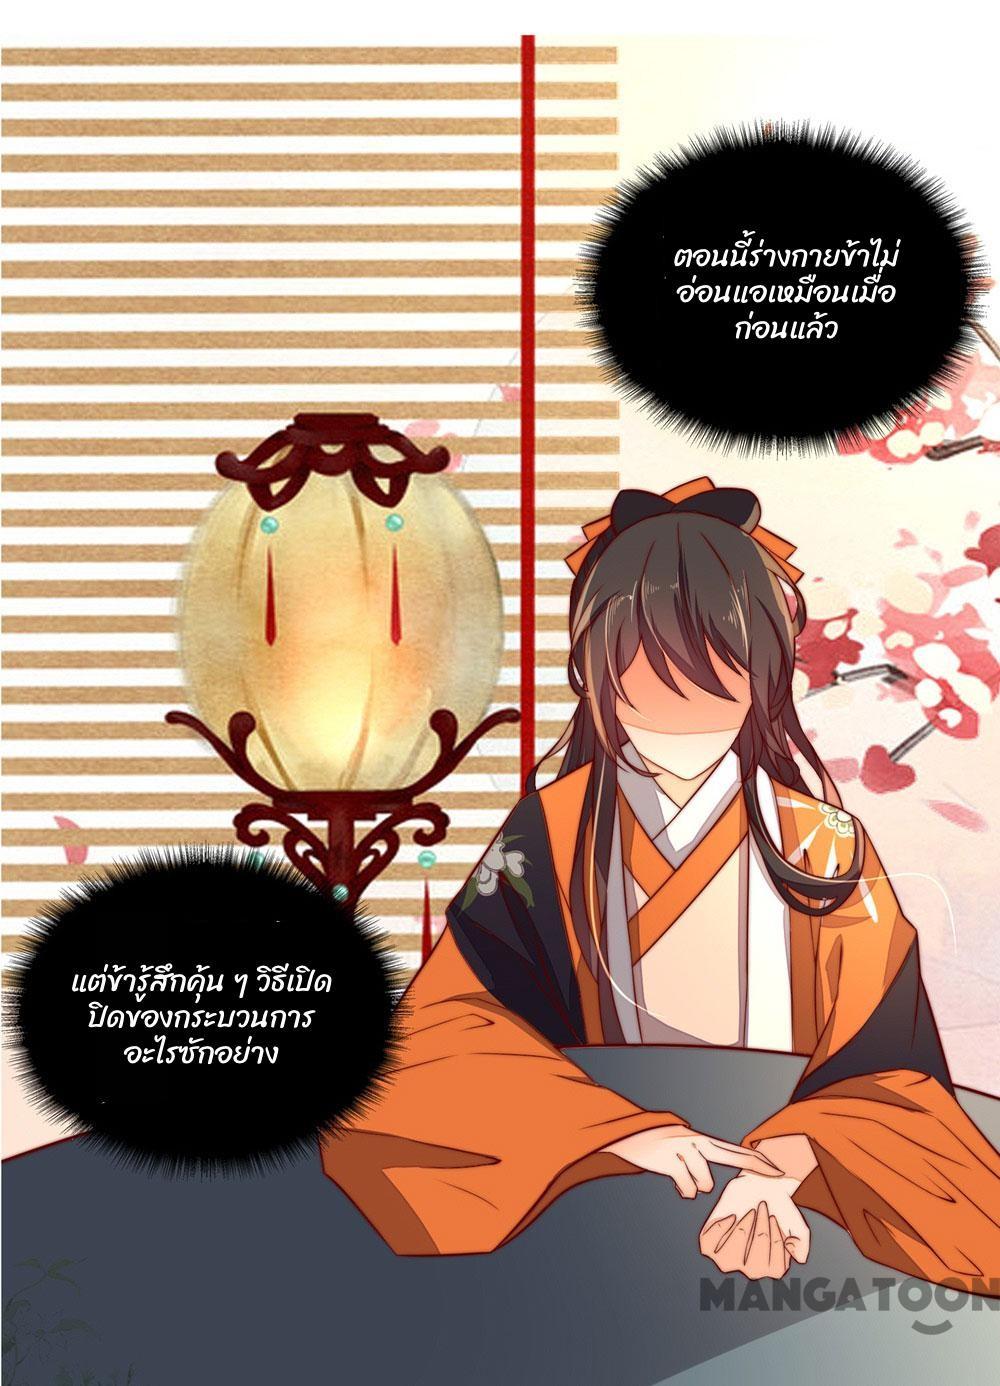 ตอนนี้ร่างกายข้าไม่
อ่อนแอเหมือนเมื่อ
ก่อนแล้ว
แต่ข้ารู้สึกคุ้น ๆ วิธีเปิด
ปิดของกระบวนการ
อะไรซักอย่าง
MANGATOON